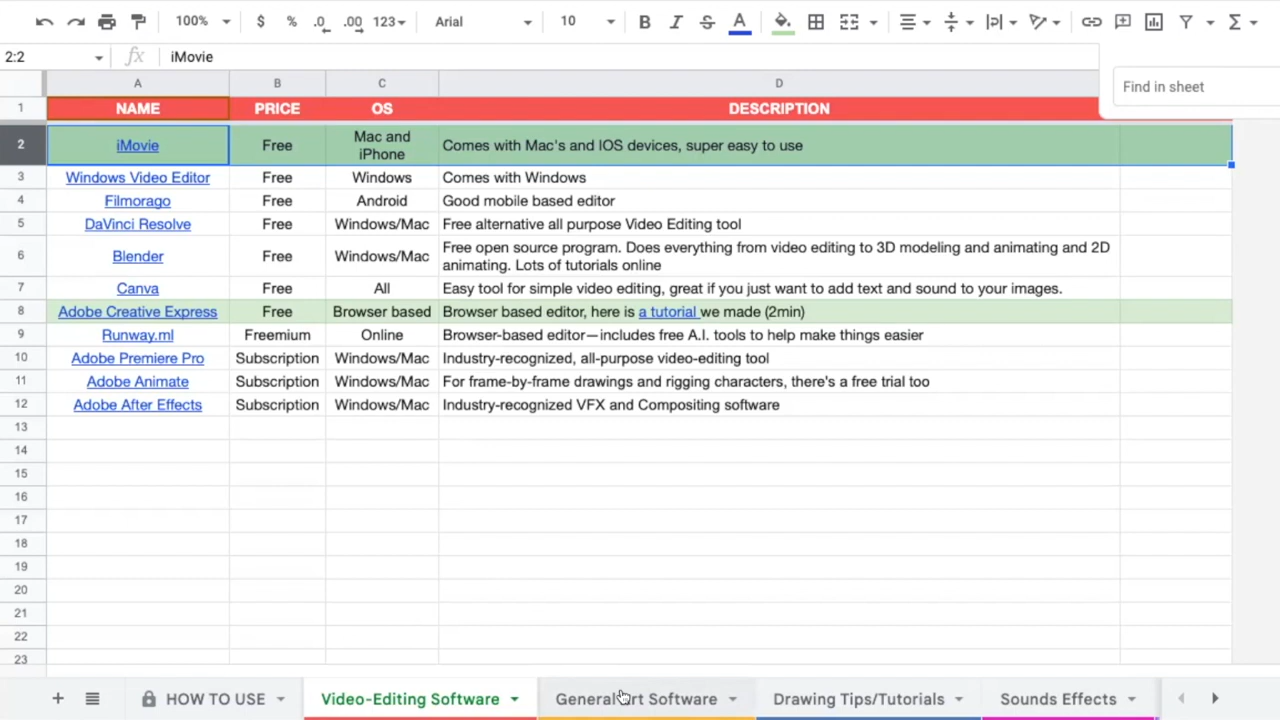 100% $ % .0 .00 123 Arial 10 B I S A Σ
2:2 fx iMovie
Find in sheet
A B C D
1 NAME PRICE OS DESCRIPTION
2 iMovie Free Mac and iPhone Comes with Mac's and IOS devices, super easy to use
3 Windows Video Editor Free Windows Comes with Windows
4 Filmorago Free Android Good mobile based editor
5 DaVinci Resolve Free Windows/Mac Free alternative all purpose Video Editing tool
6 Blender Free Windows/Mac Free open source program. Does everything from video editing to 3D modeling and animating and 2D
animating. Lots of tutorials online
7 Canva Free All Easy tool for simple video editing, great if you just want to add text and sound to your images.
8 Adobe Creative Express Free Browser based Browser based editor, here is a tutorial we made (2min)
9 Runway.ml Freemium Online Browser-based editor—includes free A.I. tools to help make things easier
10 Adobe Premiere Pro Subscription Windows/Mac Industry-recognized, all-purpose video-editing tool
11 Adobe Animate Subscription Windows/Mac For frame-by-frame drawings and rigging characters, there's a free trial too
12 Adobe After Effects Subscription Windows/Mac Industry-recognized VFX and Compositing software
13
14
15
16
17
18
19
20
21
22
23
+ HOW TO USE Video-Editing Software General Art Software Drawing Tips/Tutorials Sounds Effects